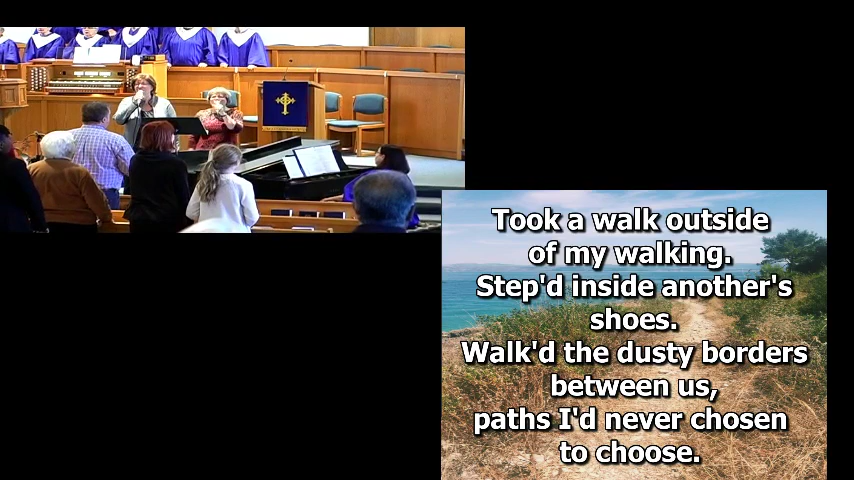 Took a walk outside
of my walking.
Step'd inside another's
shoes.
Walk'd the dusty borders
between us,
paths I'd never chosen
to choose.